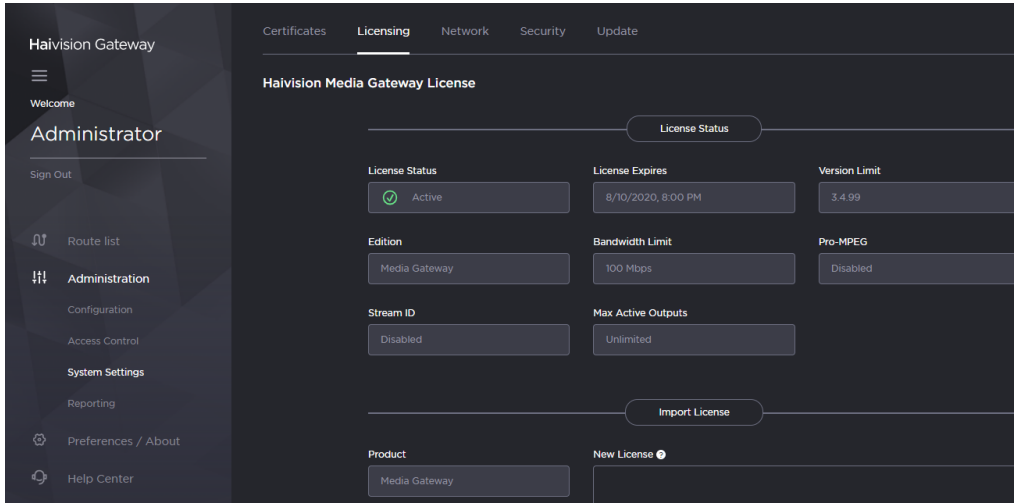 Haivision Gateway
Welcome
Administrator
Sign Out
Route list
Administration
Configuration
Access Control
System Settings
Reporting
Preferences / About
Help Center
Certificates Licensing Network Security Update
Haivision Media Gateway License
License Status
License Status License Expires Version Limit
Active 8/10/2020, 8:00 PM 3.4.99
Edition Bandwidth Limit Pro-MPEG
Media Gateway 100 Mbps Disabled
Stream ID Max Active Outputs
Disabled Unlimited
Import License
Product New License ?
Media Gateway